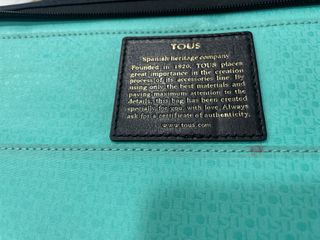 TOUS
Spanish heritage company
Founded in 1920, TOUS places
great importance in the creation
process of its accessories line. By
using only the best materials and
paying maximum attention to the
details, this bag has been created
specially for you, with love. Always
ask for a certificate of authenticity.
www.tous.com